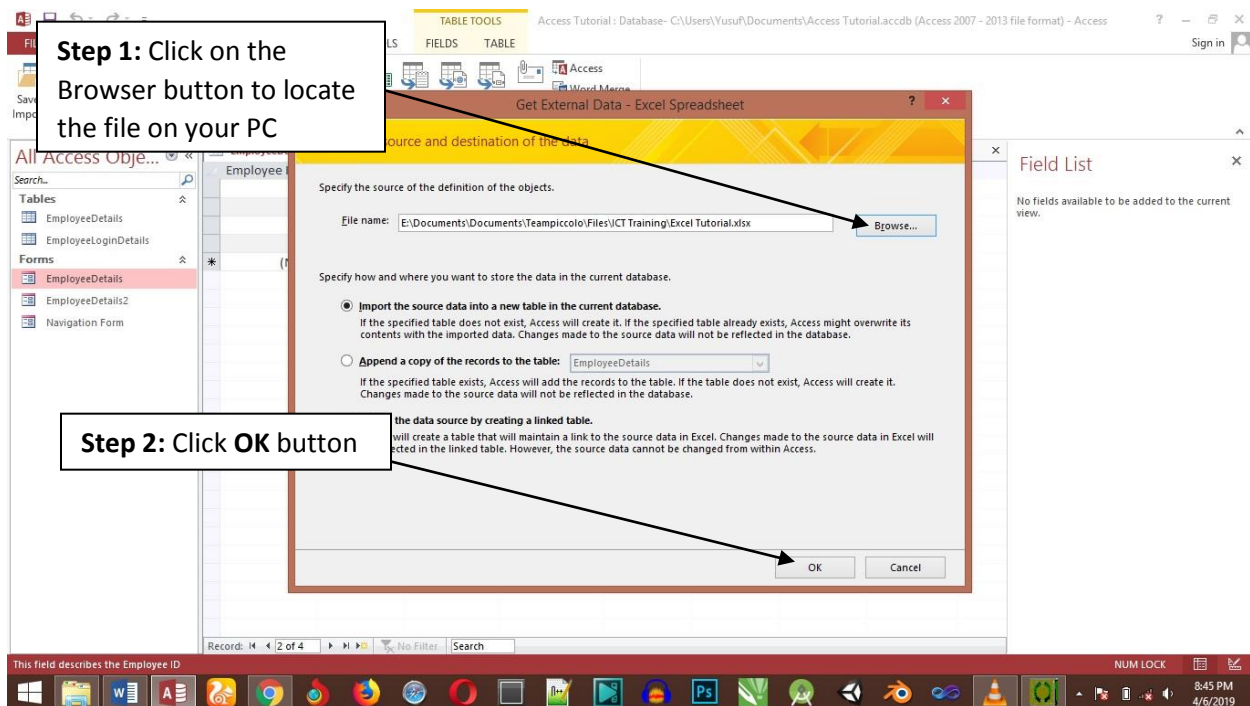 TABLE TOOLS
Access Tutorial : Database- C:\Users\Yusuf\Documents\Access Tutorial.accdb (Access 2007 - 2013 file format) - Access
?
FIELDS
TABLE
Sign in
Step 1: Click on the
Browser button to locate
the file on your PC
Access
Word Merge
Get External Data - Excel Spreadsheet
?
source and destination of the data
All Access Obje...
Search..
Tables
EmployeeDetails
EmployeeLoginDetails
Forms
EmployeeDetails
EmployeeDetails2
Navigation Form
Employee
Specify the source of the definition of the objects.
File name:
E:\Documents\Documents\Teampiccolo\Files\ICT Training\Excel Tutorial.xlsx
Browse...
Specify how and where you want to store the data in the current database.
Import the source data into a new table in the current database.
If the specified table does not exist, Access will create it. If the specified table already exists, Access might overwrite its
contents with the imported data. Changes made to the source data will not be reflected in the database.
Append a copy of the records to the table:
EmployeeDetails
If the specified table exists, Access will add the records to the table. If the table does not exist, Access will create it.
Changes made to the source data will not be reflected in the database.
the data source by creating a linked table.
will create a table that will maintain a link to the source data in Excel. Changes made to the source data in Excel will
ected in the linked table. However, the source data cannot be changed from within Access.
Step 2: Click OK button
OK
Cancel
Field List
No fields available to be added to the current
view.
Record:
2 of 4
No Filter
Search
This field describes the Employee ID
NUM LOCK
Ps
8:45 PM
4/6/2019